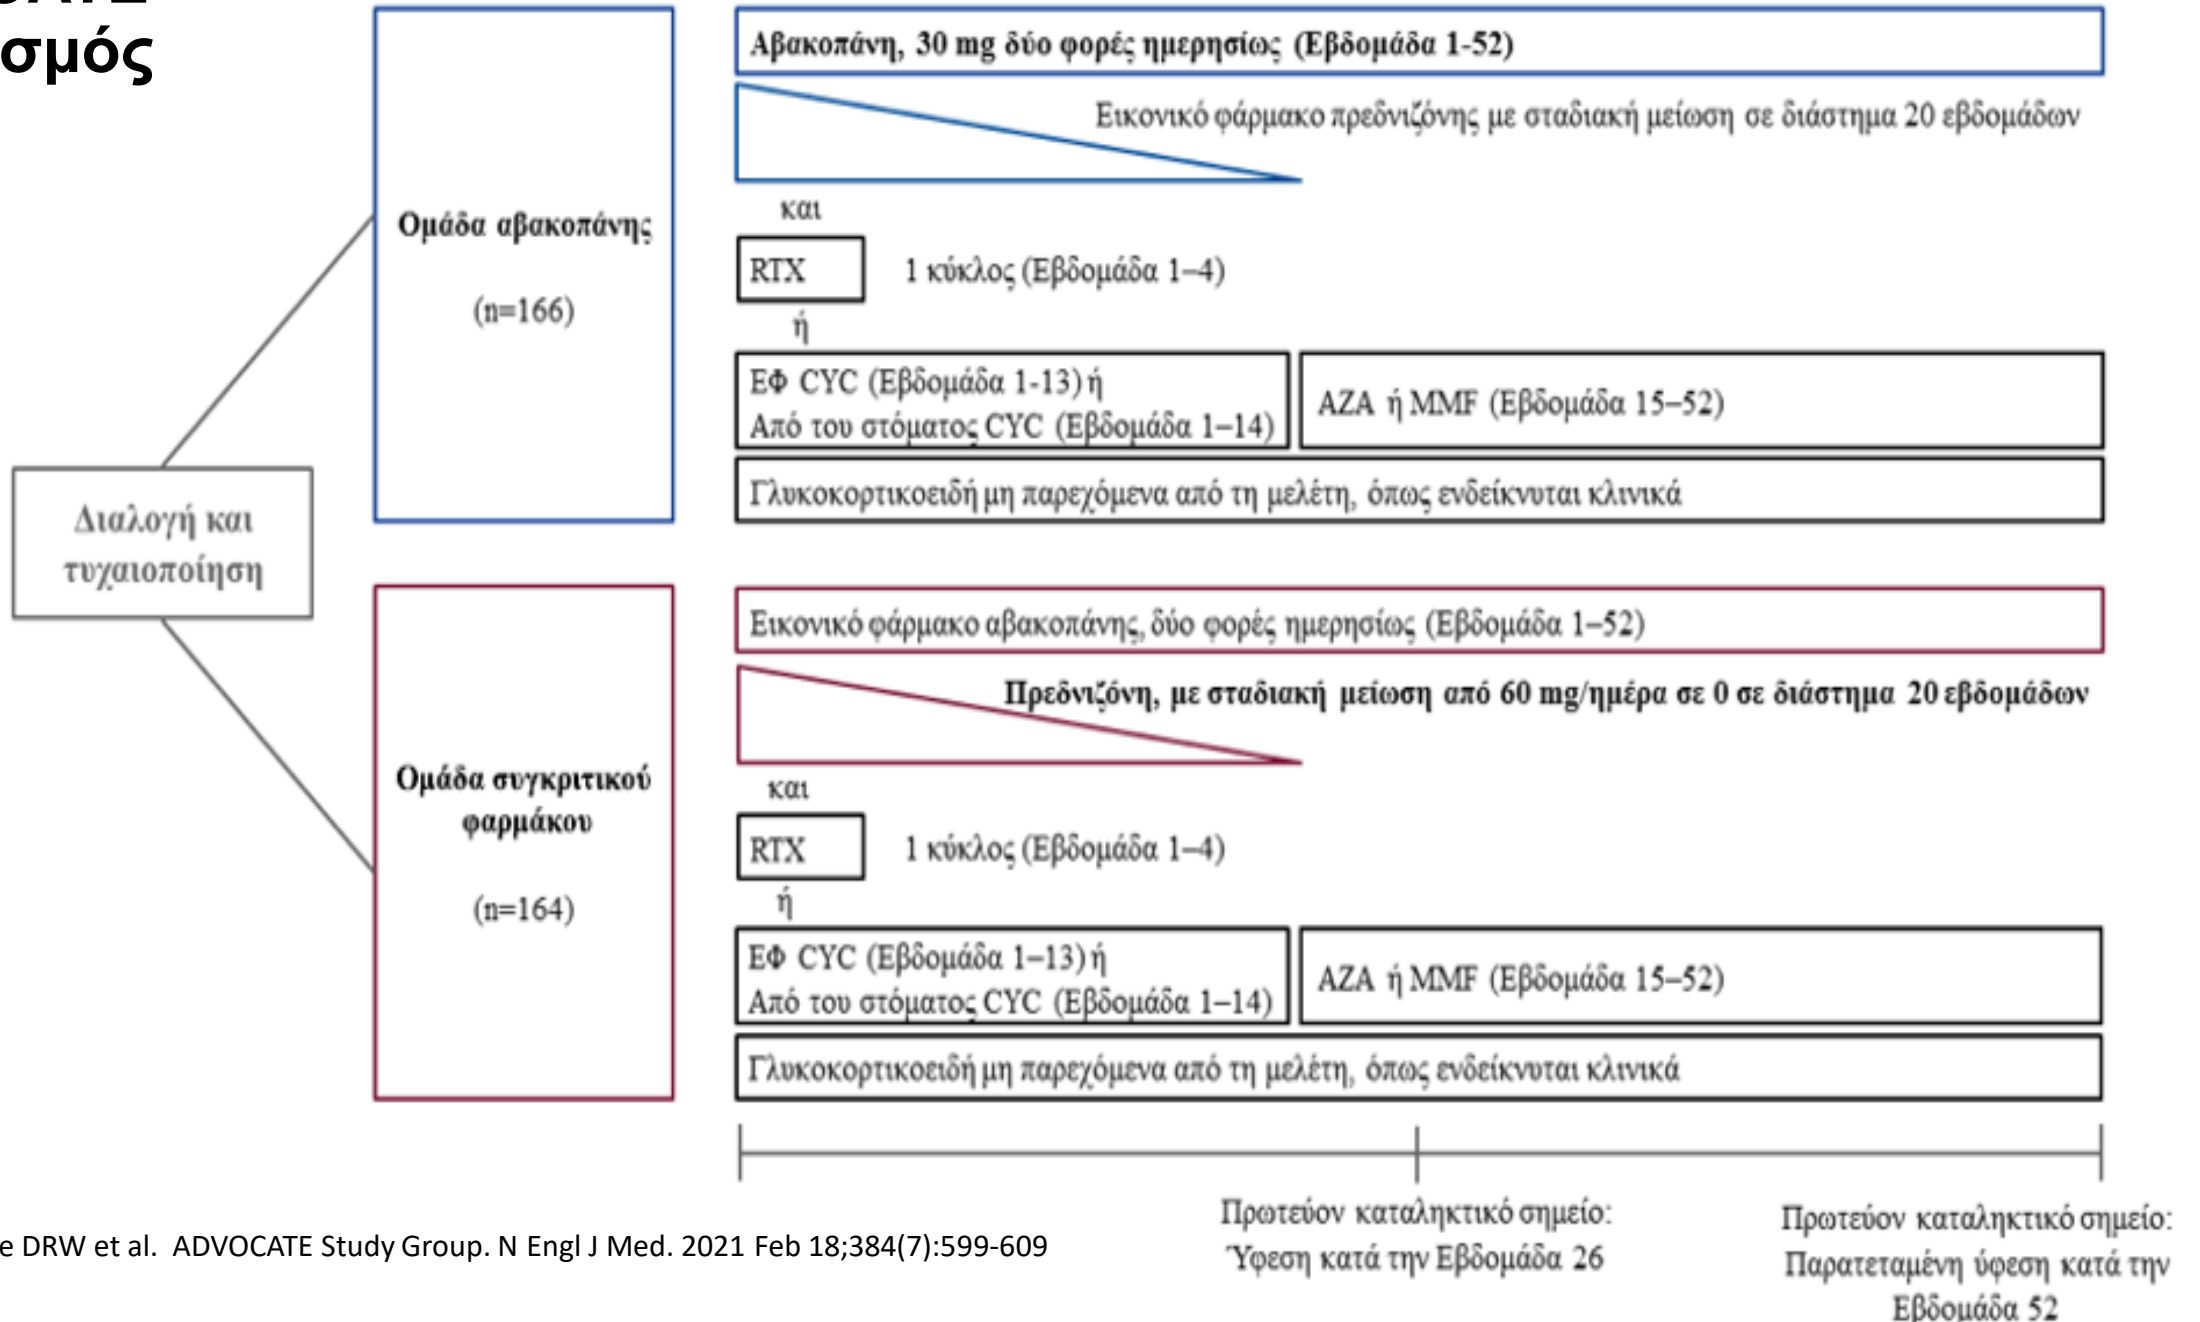 σμός
Αβακοπάνη, 30 mg δύο φορές ημερησίως (Εβδομάδα 1-52)
Εικονικό φάρμακο πρεδνιζόνης με σταδιακή μείωση σε διάστημα 20 εβδομάδων
Ομάδα αβακοπάνης
(n=166)
και
RTX
1 κύκλος (Εβδομάδα 1–4)
ή
ΕΦ CYC (Εβδομάδα 1-13) ή
Από του στόματος CYC (Εβδομάδα 1–14)
AZA ή MMF (Εβδομάδα 15–52)
Γλυκοκορτικοειδή μη παρεχόμενα από τη μελέτη, όπως ενδείκνυται κλινικά
Διαλογή και
τυχαιοποίηση
Εικονικό φάρμακο αβακοπάνης, δύο φορές ημερησίως (Εβδομάδα 1–52)
Πρεδνιζόνη, με σταδιακή μείωση από 60 mg/ημέρα σε 0 σε διάστημα 20 εβδομάδων
Ομάδα συγκριτικού
φαρμάκου
(n=164)
και
RTX
1 κύκλος (Εβδομάδα 1–4)
ή
ΕΦ CYC (Εβδομάδα 1–13) ή
Από του στόματος CYC (Εβδομάδα 1–14)
AZA ή MMF (Εβδομάδα 15–52)
Γλυκοκορτικοειδή μη παρεχόμενα από τη μελέτη, όπως ενδείκνυται κλινικά
Πρωτεύον καταληκτικό σημείο:
Ύφεση κατά την Εβδομάδα 26
Πρωτεύον καταληκτικό σημείο:
Παρατεταμένη ύφεση κατά την
Εβδομάδα 52
e DRW et al. ADVOCATE Study Group. N Engl J Med. 2021 Feb 18;384(7):599-609